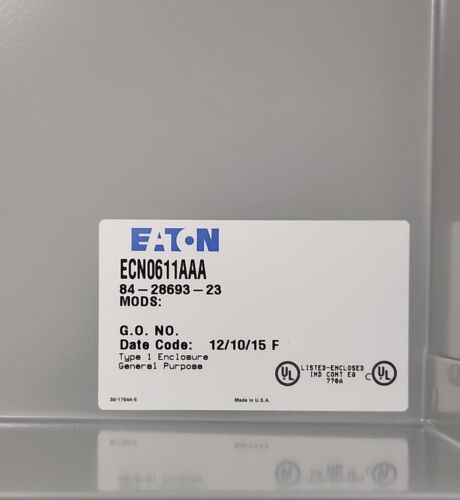 EATON
ECN0611AAA
84-28693-23
MODS:
G.O. NO.
Date Code: 12/10/15 F
Type 1 Enclosure
General Purpose
UL LISTED-ENCLOSED
IND CONT EQ
770A
C UL
30-17644-5
Made in U.S.A.